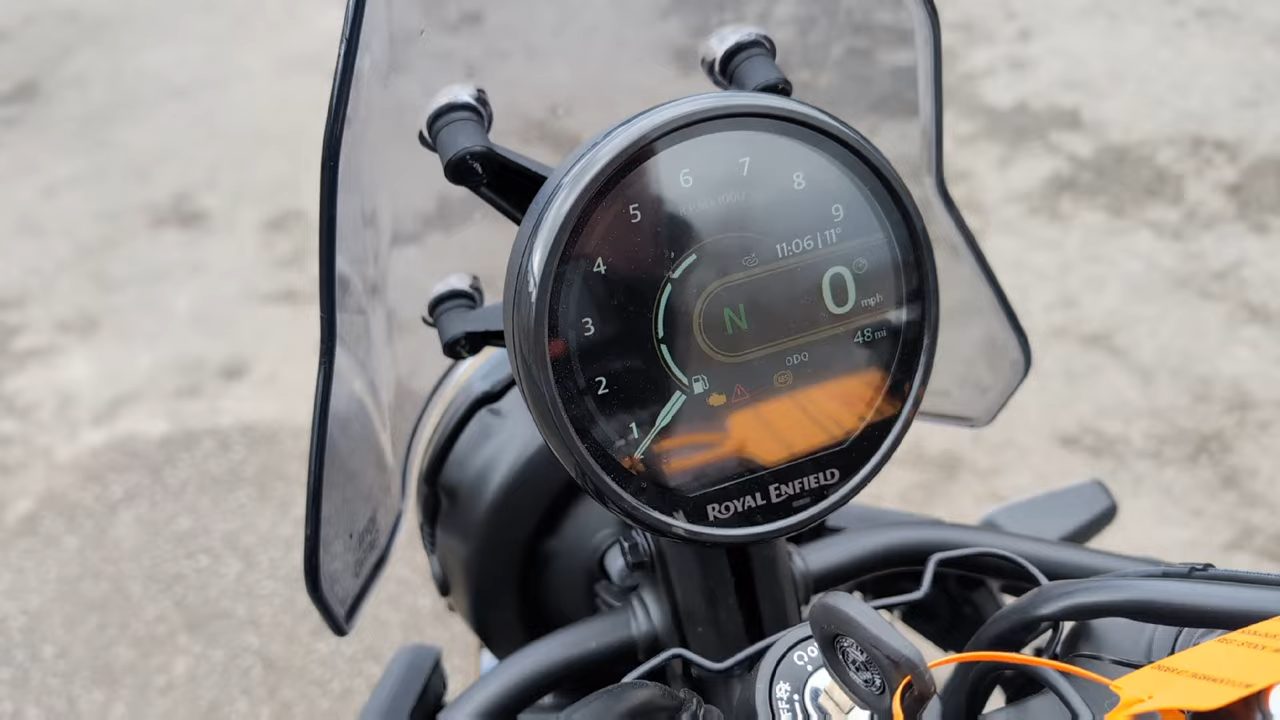 6 7 8
5 9
11:06 | 11°
4
0
N
mph
3
48 mi
ODO
2
ABS
1
ROYAL ENFIELD